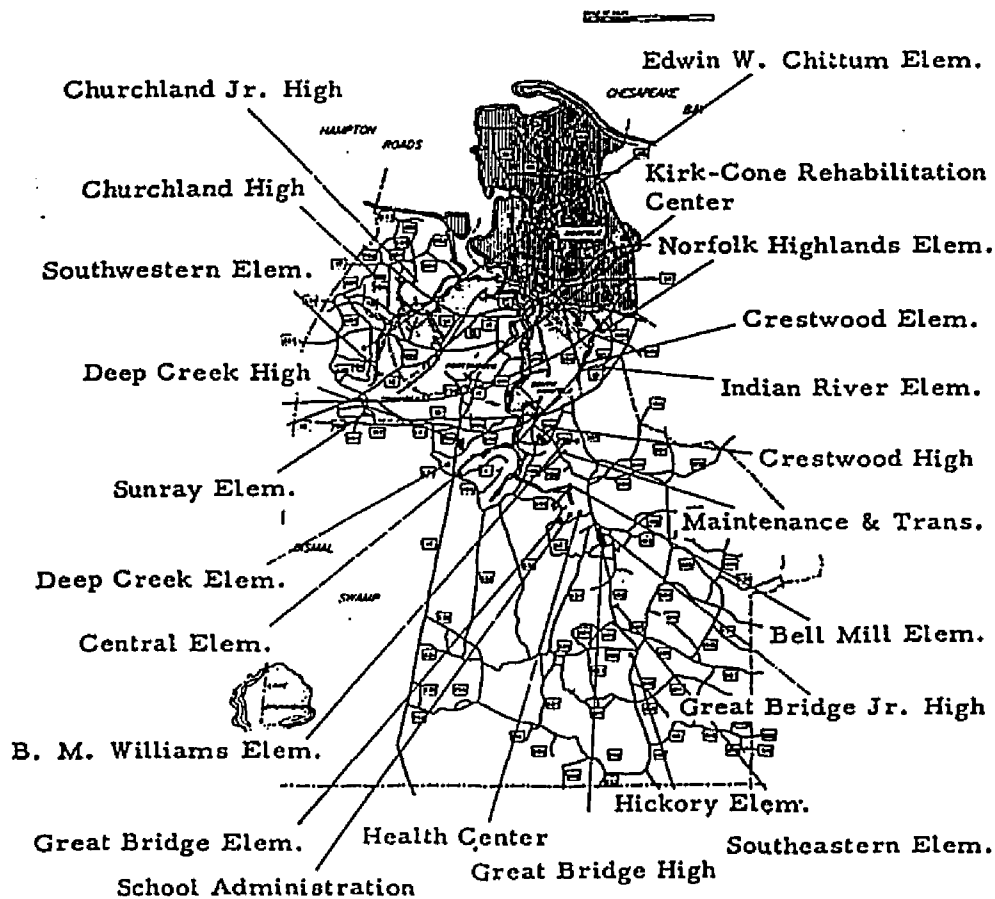 Edwin W. Chittum Elem.
Churchland Jr. High
CHESAPEAKE
BAY
HAMPTON
ROADS
Churchland High
Kirk-Cone Rehabilitation
Center
Norfolk Highlands Elem.
Southwestern Elem.
Crestwood Elem.
Deep Creek High
Indian River Elem.
Crestwood High
Sunray Elem.
Maintenance & Trans.
DISMAL
Deep Creek Elem.
SWAMP
Bell Mill Elem.
Central Elem.
Great Bridge Jr. High
B. M. Williams Elem.
Hickory Elem.
Great Bridge Elem.
Health Center
Southeastern Elem.
Great Bridge High
School Administration